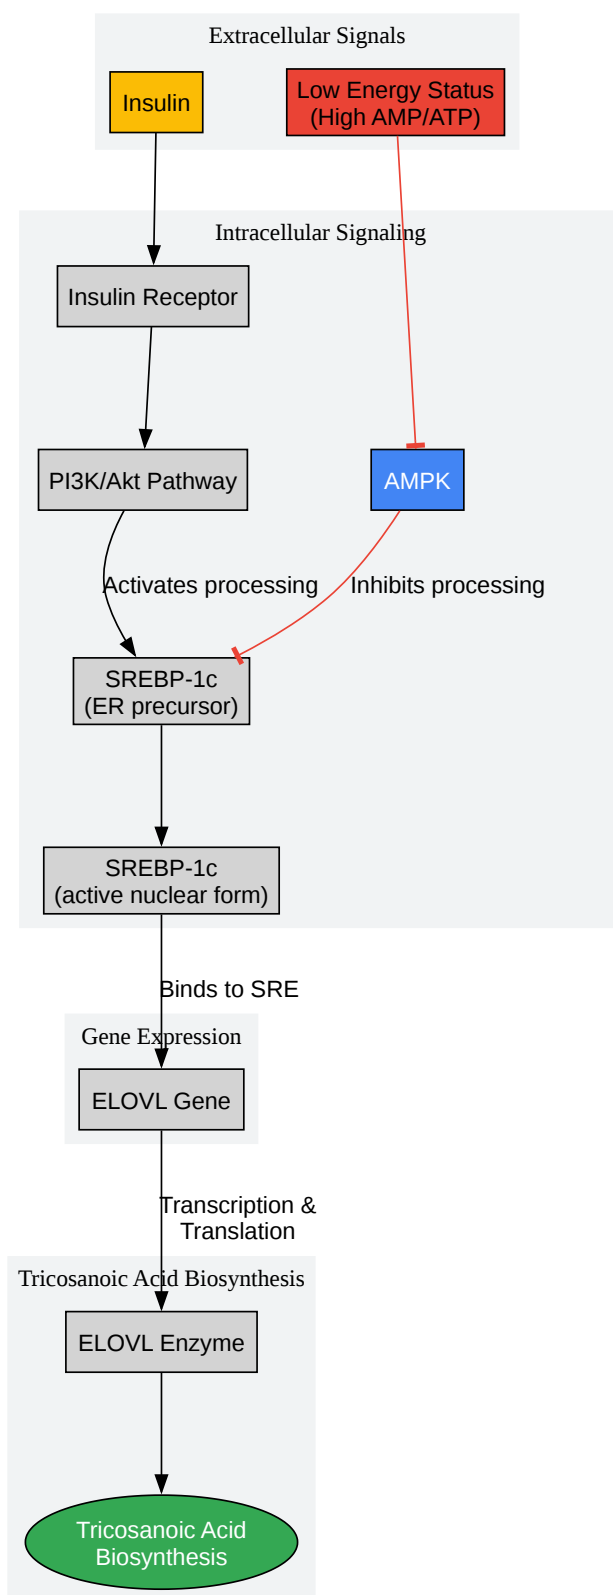 Extracellular Signals
Insulin
Low Energy Status
(High AMP/ATP)
Intracellular Signaling
Insulin Receptor
PI3K/Akt Pathway
AMPK
Activates processing
Inhibits processing
SREBP-1c
(ER precursor)
SREBP-1c
(active nuclear form)
Binds to SRE
Gene Expression
ELOVL Gene
Transcription &
Translation
Tricosanoic Acid Biosynthesis
ELOVL Enzyme
Tricosanoic Acid
Biosynthesis